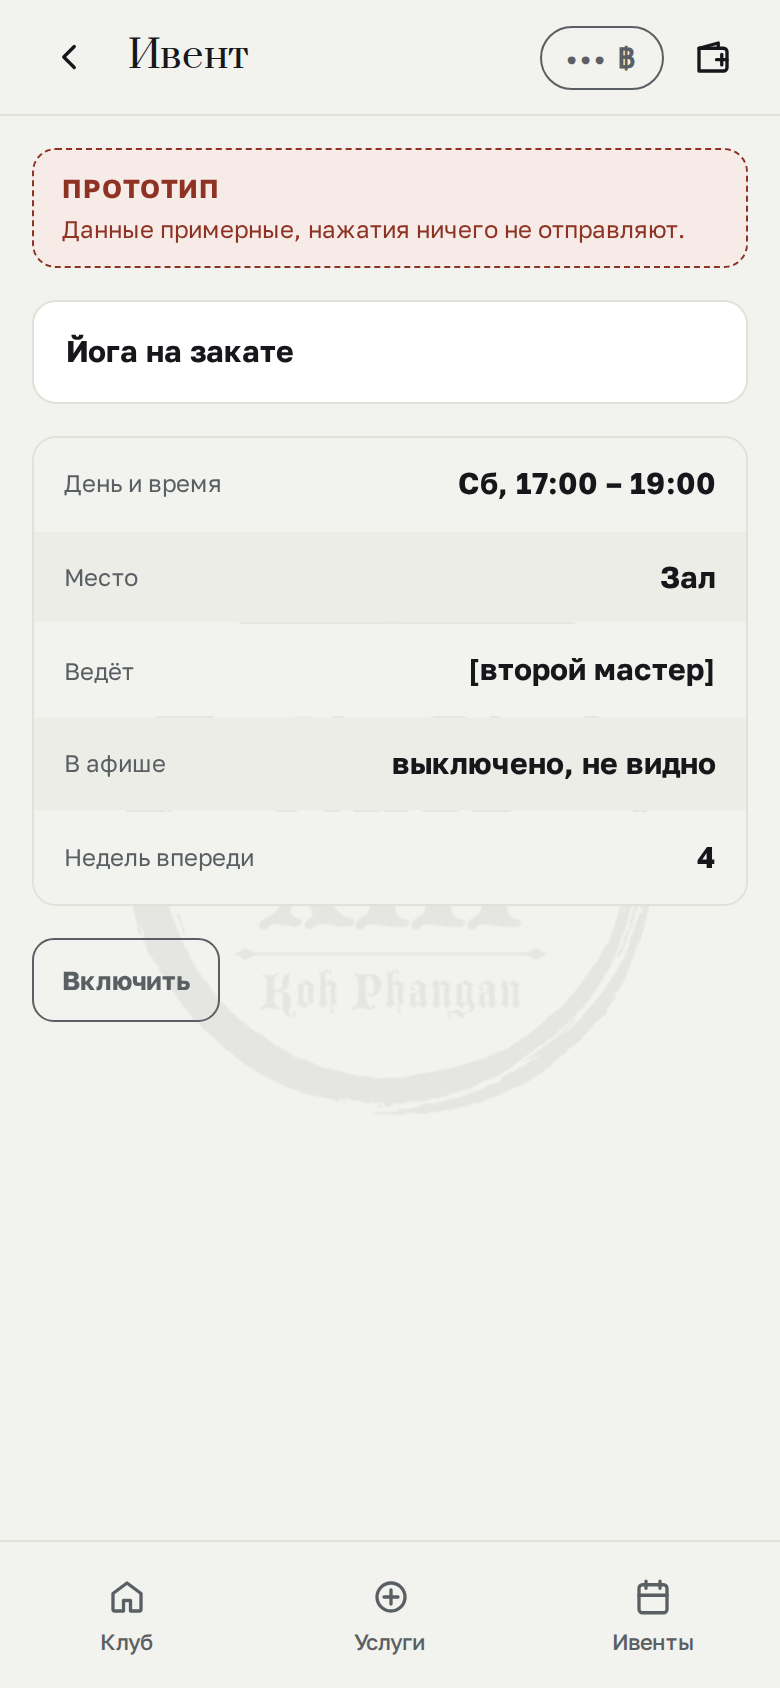 Ивент
••• ฿
ПРОТОТИП
Данные примерные, нажатия ничего не отправляют.
Йога на закате
День и время Сб, 17:00 – 19:00
Место Зал
Ведёт [второй мастер]
В афише выключено, не видно
Недель впереди 4
Koh Phangan
Включить
Клуб Услуги Ивенты